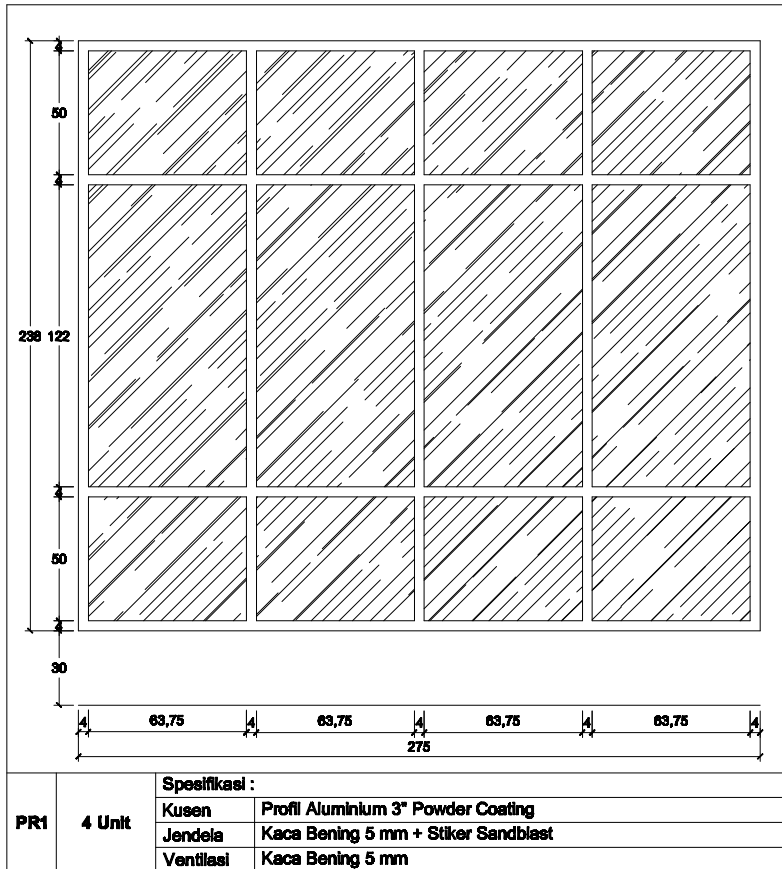 4
50
4
238 122
4
50
4
30
4 63,75 4 63,75 4 63,75 4 63,75 4
275
PR1 4 Unit
Spesifikasi :
Kusen Profil Aluminium 3" Powder Coating
Jendela Kaca Bening 5 mm + Stiker Sandblast
Ventilasi Kaca Bening 5 mm